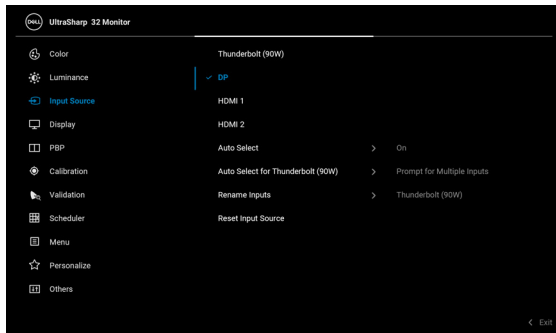 DELL UltraSharp 32 Monitor
Color
Thunderbolt (90W)
Luminance
DP
Input Source
HDMI 1
Display
HDMI 2
PBP
Auto Select
On
Calibration
Auto Select for Thunderbolt (90W)
Prompt for Multiple Inputs
Validation
Rename Inputs
Thunderbolt (90W)
Scheduler
Reset Input Source
Menu
Personalize
Others
Exit